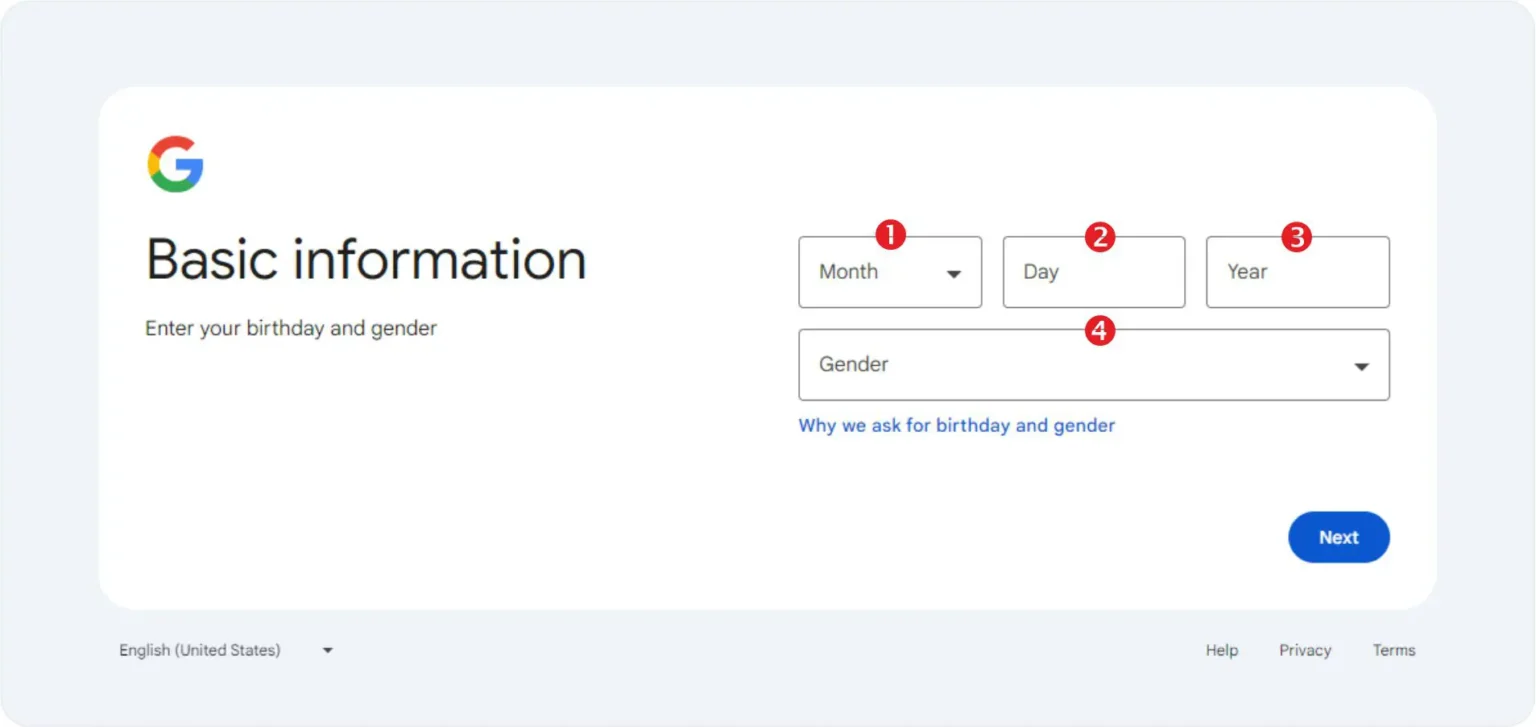 Basic information
Enter your birthday and gender
1 2 3
Month Day Year
4
Gender
Why we ask for birthday and gender
Next
English (United States) Help Privacy Terms